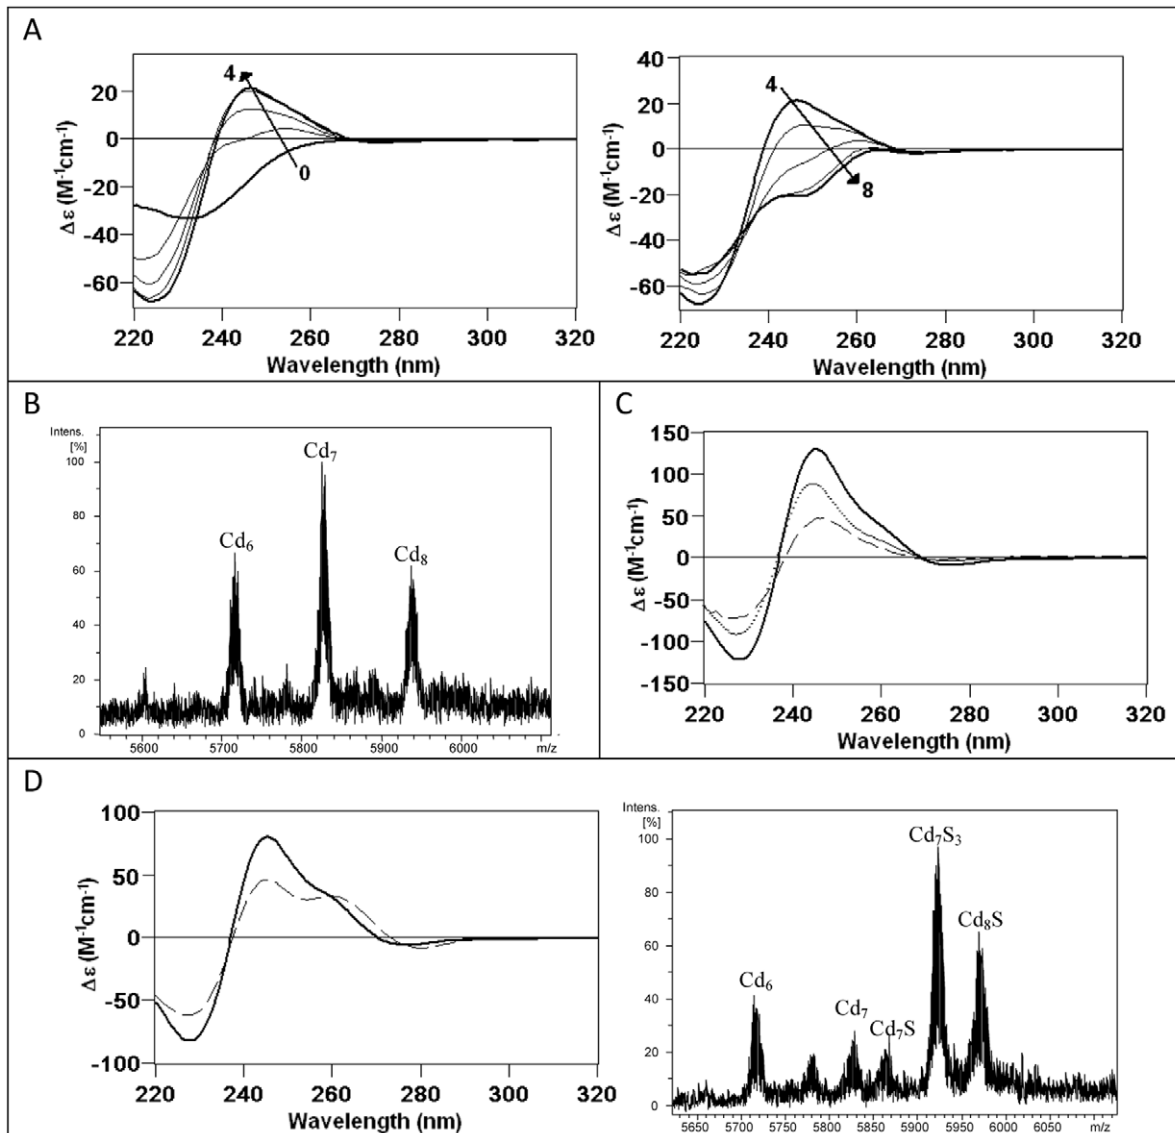 A
20
0
-20
-40
-60
Δε (M⁻¹cm⁻¹)
4
0
220 240 260 280 300 320
Wavelength (nm)
40
20
0
-20
-40
-60
Δε (M⁻¹cm⁻¹)
4
8
220 240 260 280 300 320
Wavelength (nm)
B
Intens.
[%]
100
80
60
40
20
0
Cd₆
Cd₇
Cd₈
5600 5700 5800 5900 6000 m/z
C
150
100
50
0
-50
-100
-150
Δε (M⁻¹cm⁻¹)
220 240 260 280 300 320
Wavelength (nm)
D
100
50
0
-50
-100
Δε (M⁻¹cm⁻¹)
220 240 260 280 300 320
Wavelength (nm)
Intens.
[%]
100
80
60
40
20
0
Cd₆
Cd₇
Cd₇S
Cd₇S₃
Cd₈S
5650 5700 5750 5800 5850 5900 5950 6000 6050 m/z